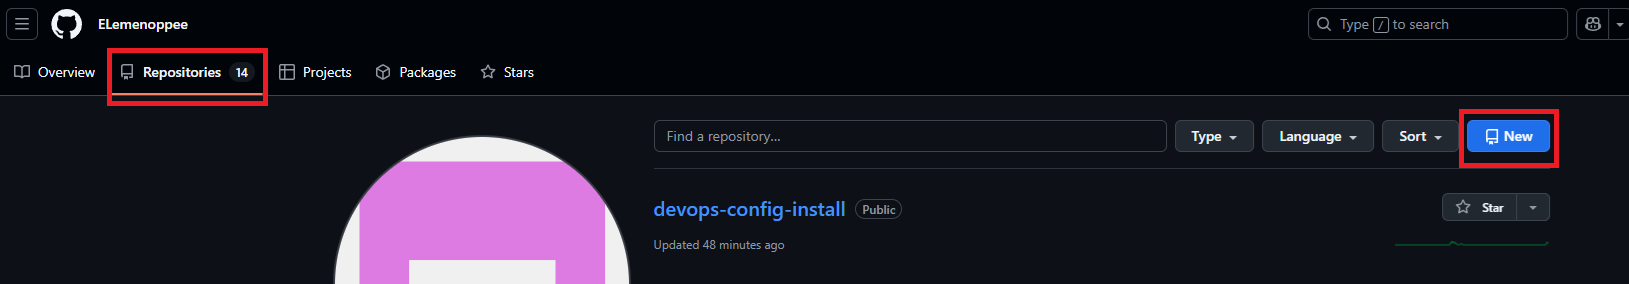 ELemenoppee
Type / to search
Overview
Repositories 14
Projects
Packages
Stars
Find a repository...
Type
Language
Sort
New
devops-config-install
Public
Star
Updated 48 minutes ago